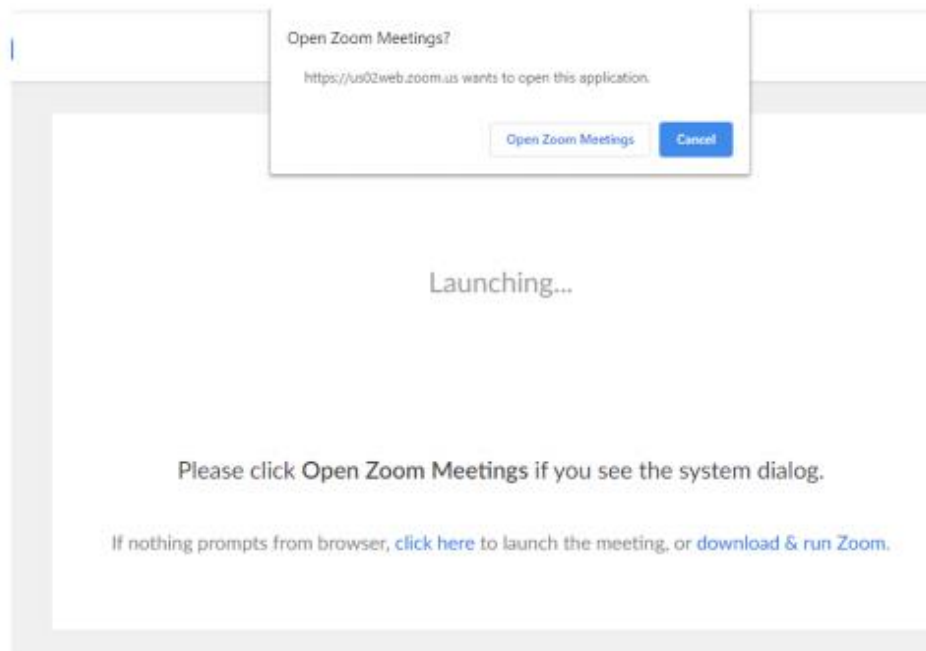 Open Zoom Meetings?
https://us02web.zoom.us wants to open this application.
Open Zoom Meetings
Cancel
Launching...
Please click Open Zoom Meetings if you see the system dialog.
If nothing prompts from browser, click here to launch the meeting, or download & run Zoom.